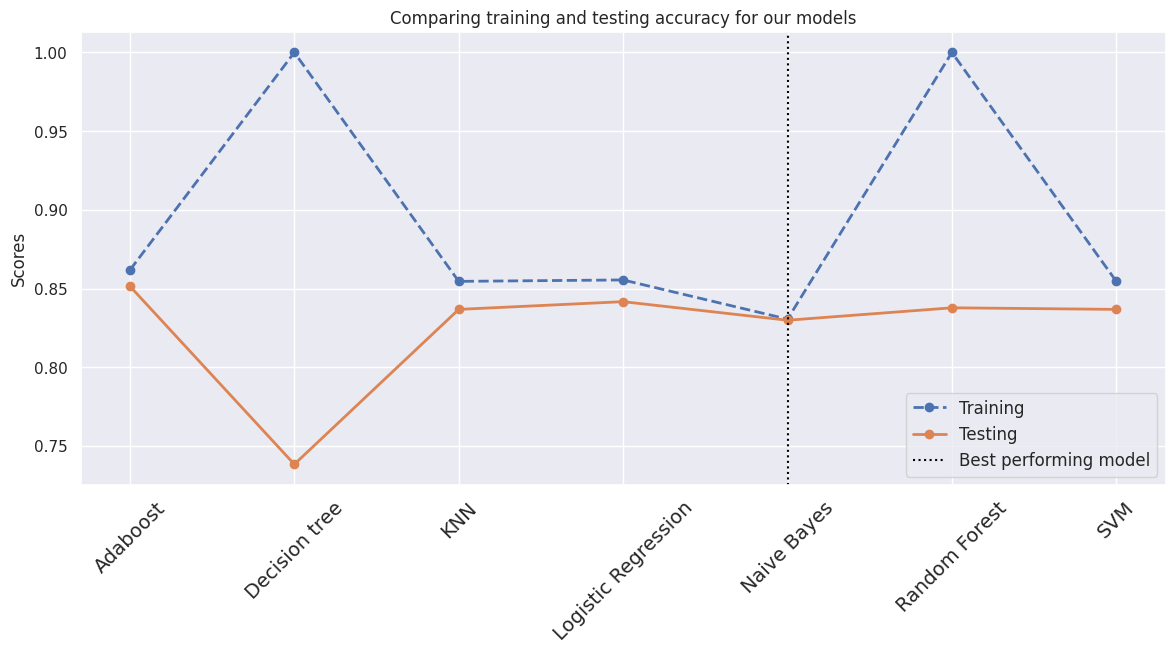 Comparing training and testing accuracy for our models
1.00
0.95
0.90
0.85
0.80
0.75
Scores
Training
Testing
Best performing model
Adaboost
Decision tree
KNN
Logistic Regression
Naive Bayes
Random Forest
SVM